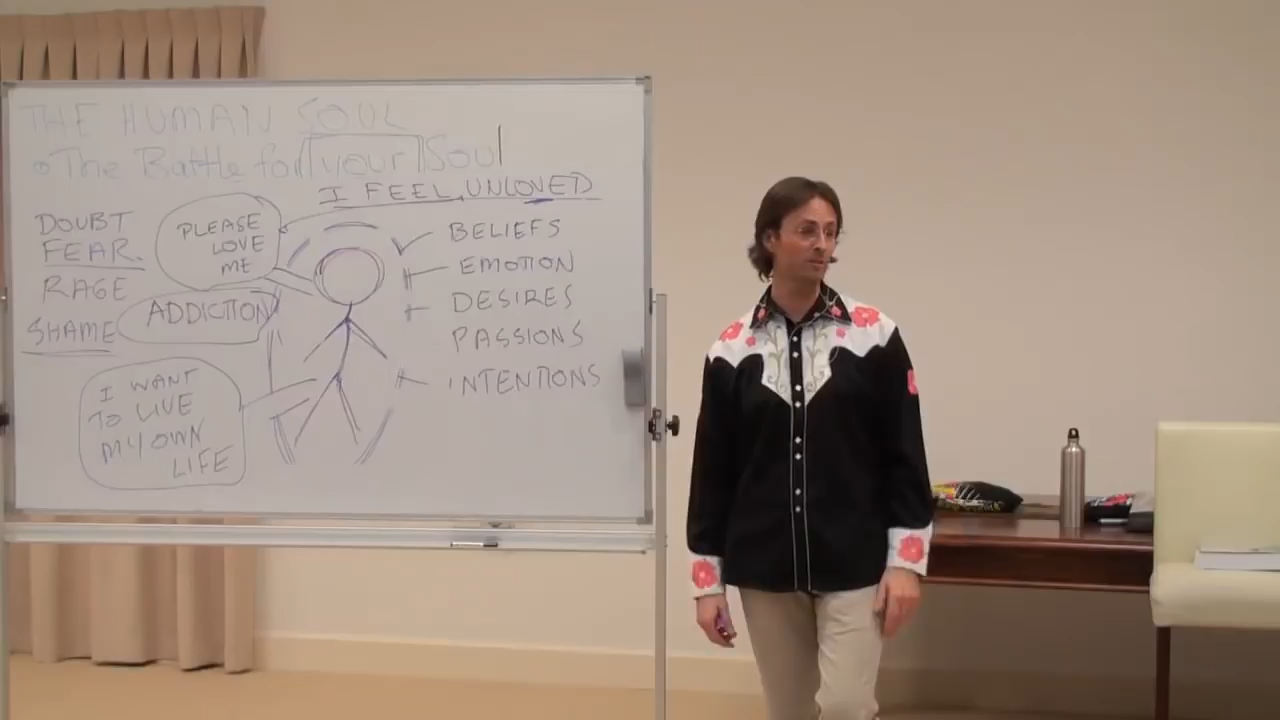 THE HUMAN SOUL
The Battle for your Soul
I FEEL UNLOVED
DOUBT
FEAR.
RAGE
SHAME
PLEASE
LOVE
ME
ADDICTION
I WANT
TO LIVE
MY OWN
LIFE
BELIEFS
EMOTION
DESIRES
PASSIONS
INTENTIONS